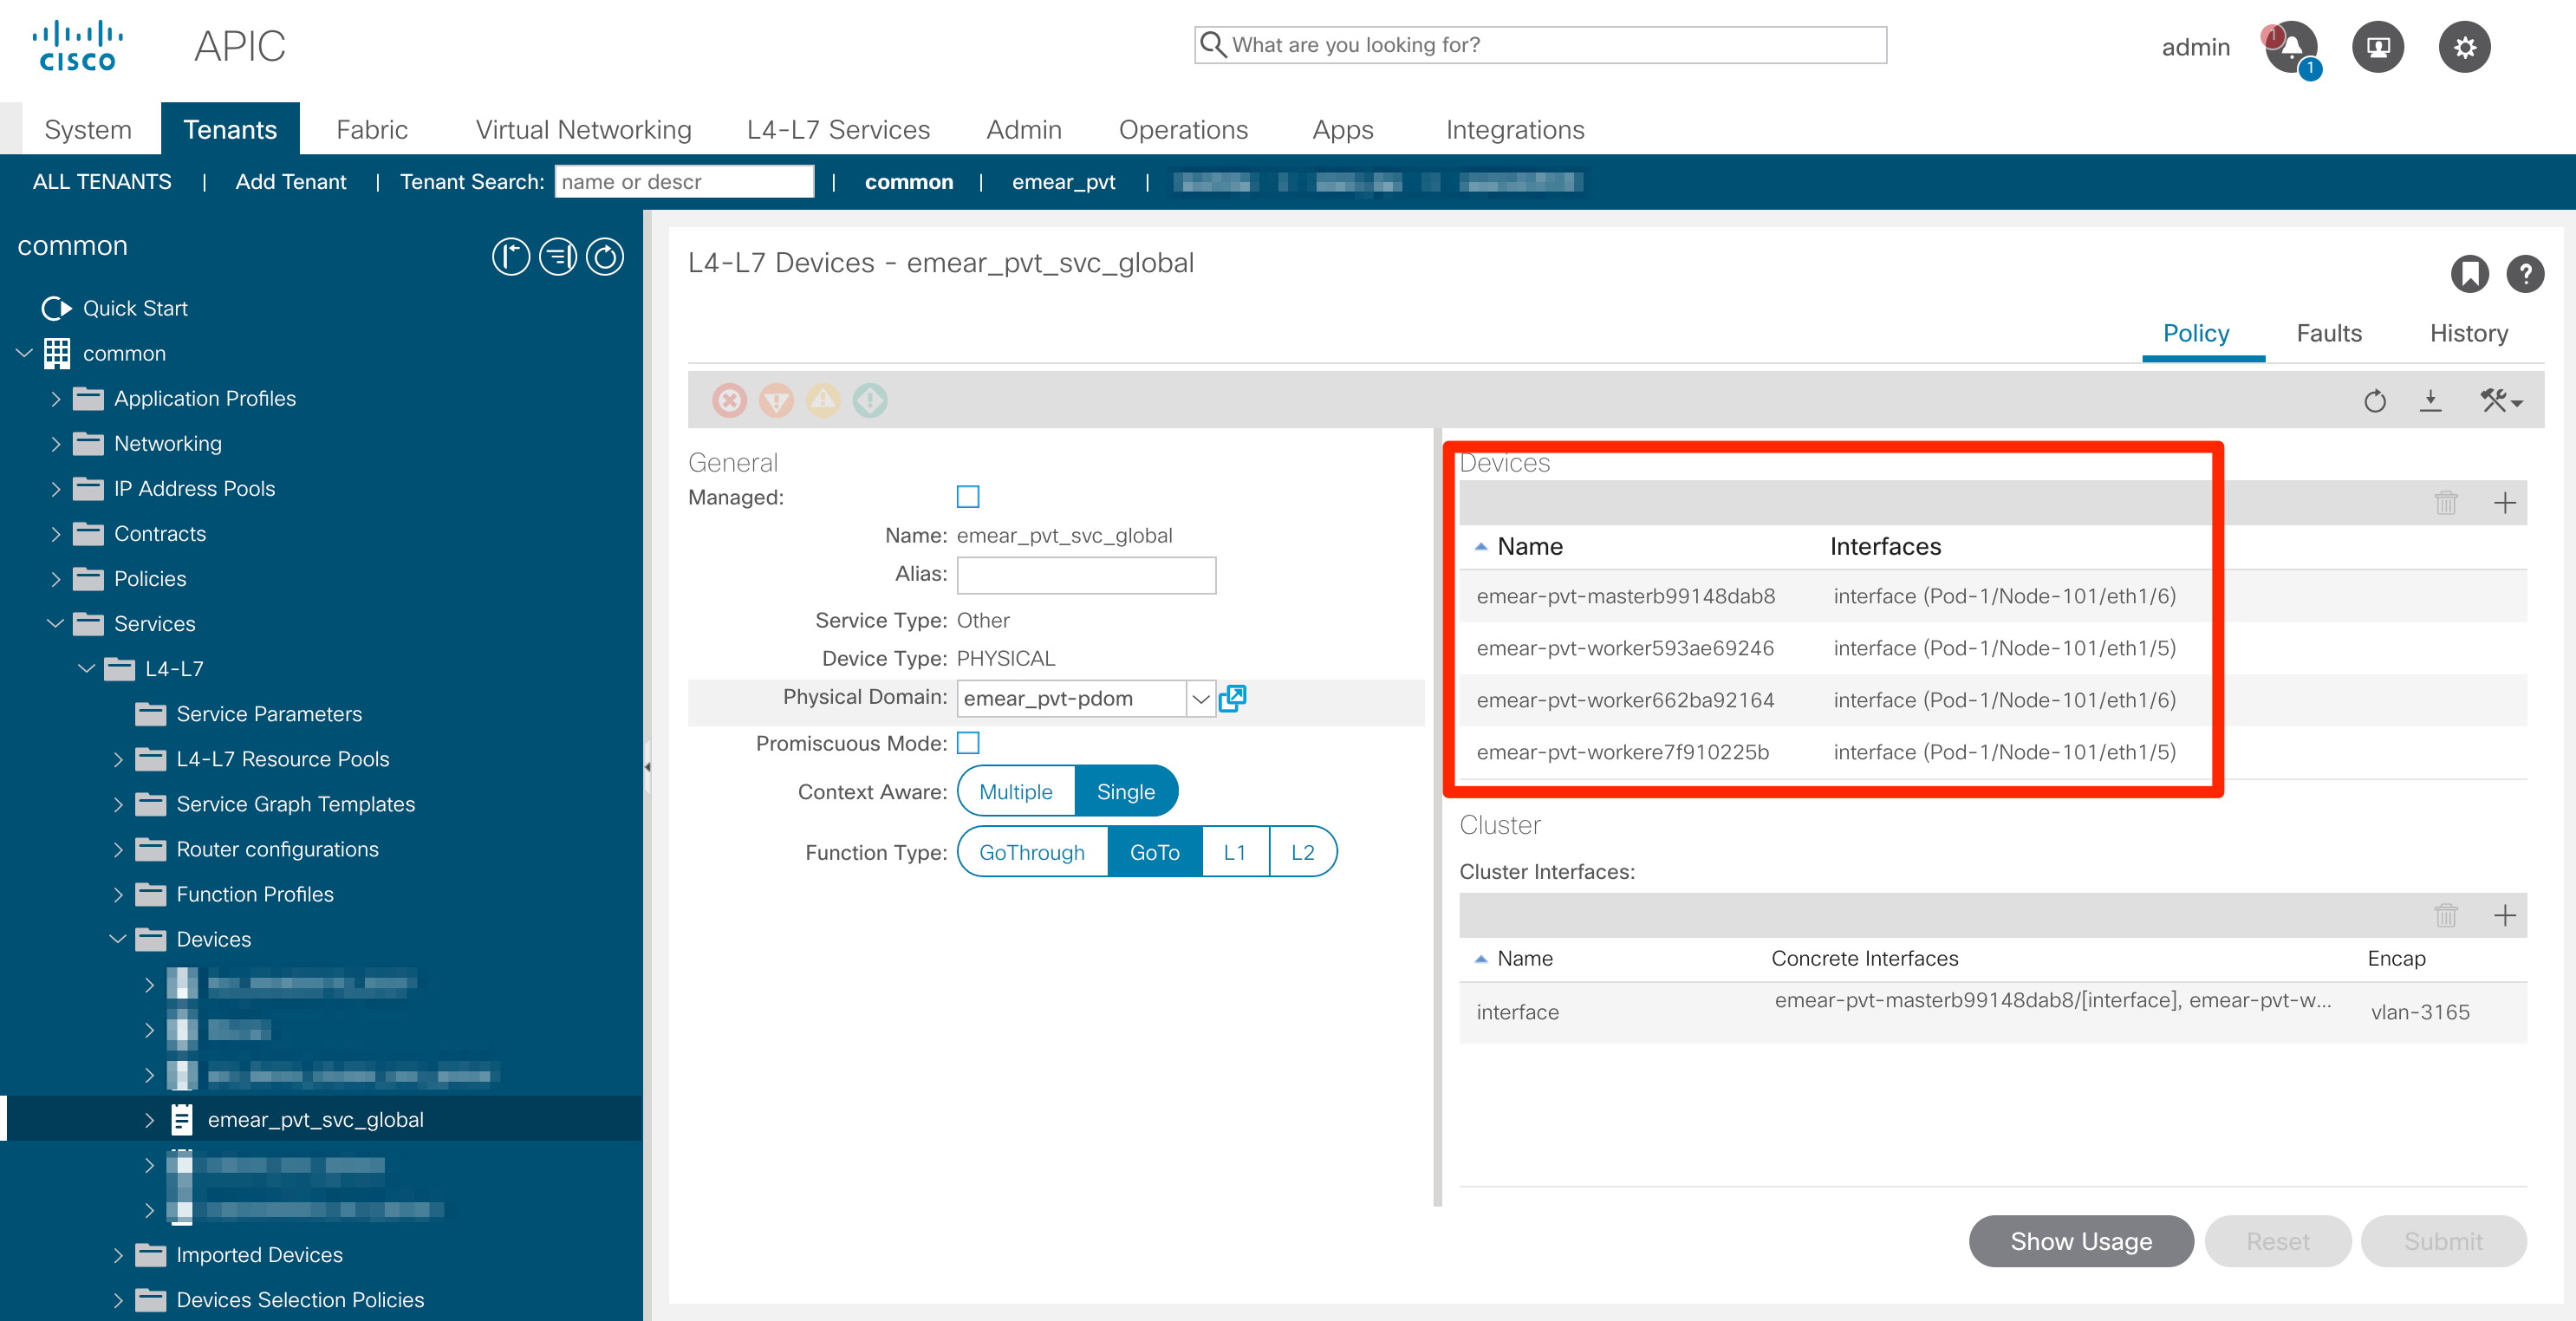 CISCO APIC What are you looking for? admin 1 1
System Tenants Fabric Virtual Networking L4-L7 Services Admin Operations Apps Integrations
ALL TENANTS | Add Tenant | Tenant Search: name or descr | common | emear_pvt |
common
Quick Start
common
Application Profiles
Networking
IP Address Pools
Contracts
Policies
Services
L4-L7
Service Parameters
L4-L7 Resource Pools
Service Graph Templates
Router configurations
Function Profiles
Devices
emear_pvt_svc_global
Imported Devices
Devices Selection Policies
L4-L7 Devices - emear_pvt_svc_global
Policy Faults History
General
Managed:
Name: emear_pvt_svc_global
Alias:
Service Type: Other
Device Type: PHYSICAL
Physical Domain: emear_pvt-pdom
Promiscuous Mode:
Context Aware: Multiple Single
Function Type: GoThrough GoTo L1 L2
Devices
Name Interfaces
emear-pvt-masterb99148dab8 interface (Pod-1/Node-101/eth1/6)
emear-pvt-worker593ae69246 interface (Pod-1/Node-101/eth1/5)
emear-pvt-worker662ba92164 interface (Pod-1/Node-101/eth1/6)
emear-pvt-workere7f910225b interface (Pod-1/Node-101/eth1/5)
Cluster
Cluster Interfaces:
Name Concrete Interfaces Encap
interface emear-pvt-masterb99148dab8/[interface], emear-pvt-w... vlan-3165
Show Usage Reset Submit